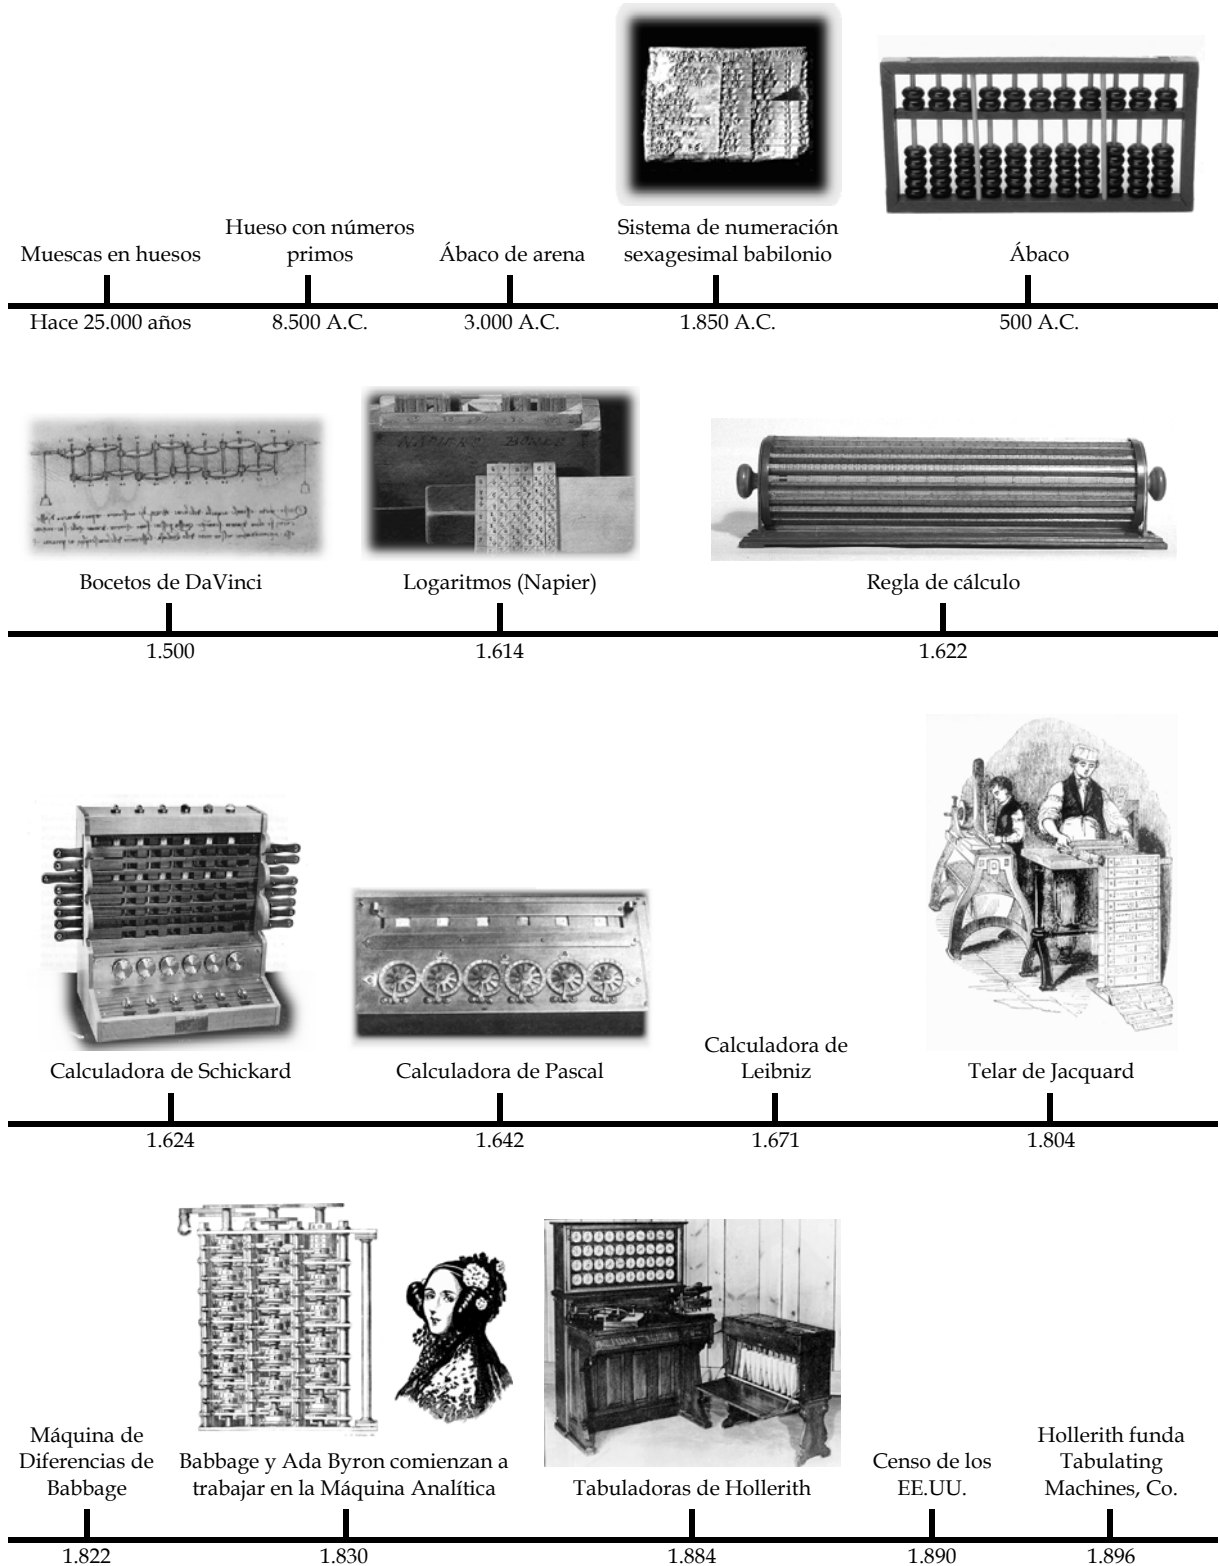 Muescas en huesos
Hueso con números
primos
Ábaco de arena
Sistema de numeración
sexagesimal babilonio
Ábaco
Hace 25.000 años
8.500 A.C.
3.000 A.C.
1.850 A.C.
500 A.C.
Bocetos de DaVinci
Logaritmos (Napier)
Regla de cálculo
1.500
1.614
1.622
Calculadora de Schickard
Calculadora de Pascal
Calculadora de
Leibniz
Telar de Jacquard
1.624
1.642
1.671
1.804
Máquina de
Diferencias de
Babbage
Babbage y Ada Byron comienzan a
trabajar en la Máquina Analítica
Tabuladoras de Hollerith
Censo de los
EE.UU.
Hollerith funda
Tabulating
Machines, Co.
1.822
1.830
1.884
1.890
1.896